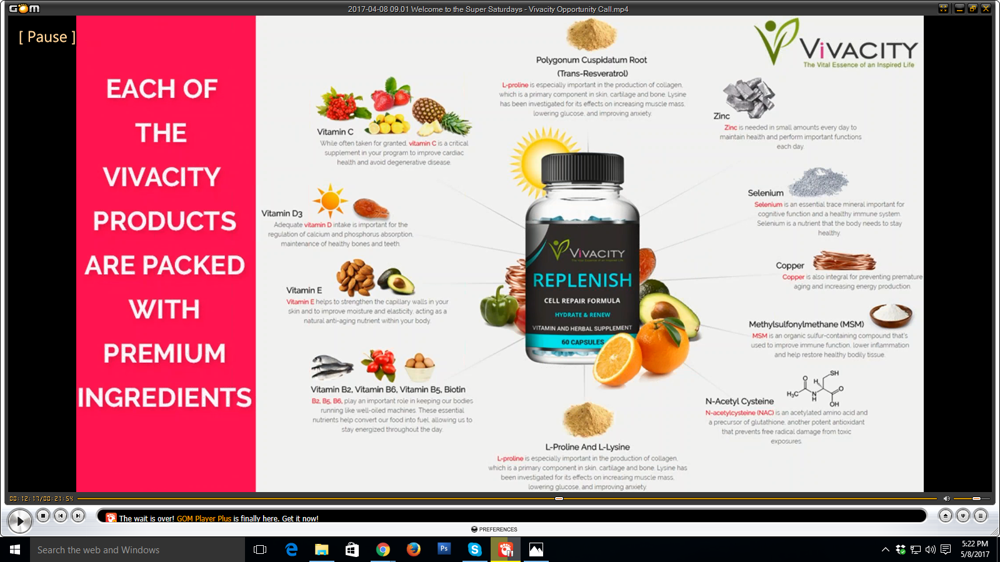 GOM
2017-04-08 09.01 Welcome to the Super Saturdays - Vivacity Opportunity Call.mp4
[ Pause ]
EACH OF
THE
VIVACITY
PRODUCTS
ARE PACKED
WITH
PREMIUM
INGREDIENTS
Polygonum Cuspidatum Root
(Trans-Resveratrol)
L-proline is especially important in the production of collagen,
which is a primary component in skin, cartilage and bone. Lysine
has been investigated for its effects on increasing muscle mass,
lowering glucose, and improving anxiety.
ViVACITY
The Vital Essence of an Inspired Life
Vitamin C
While often taken for granted, vitamin C is a critical
supplement in your program to improve cardiac
health and avoid degenerative disease.
Zinc
Zinc is needed in small amounts every day to
maintain health and perform important functions
each day.
Vitamin D3
Adequate vitamin D intake is important for the
regulation of calcium and phosphorus absorption,
maintenance of healthy bones and teeth.
Selenium
Selenium is an essential trace mineral important for
cognitive function and a healthy immune system.
Selenium is a nutrient that the body needs to stay
healthy.
Vitamin E
Vitamin E helps to strengthen the capillary walls in your
skin and to improve moisture and elasticity, acting as a
natural anti-aging nutrient within your body.
Copper
Copper is also integral for preventing premature
aging and increasing energy production.
ViVACITY
The Vital Essence of an Inspired Life
REPLENISH
CELL REPAIR FORMULA
HYDRATE & RENEW
VITAMIN AND HERBAL SUPPLEMENT
60 CAPSULES
Methylsulfonylmethane (MSM)
MSM is an organic sulfur-containing compound that's
used to improve immune function, lower inflammation
and help restore healthy bodily tissue.
Vitamin B2, Vitamin B6, Vitamin B5, Biotin
B2, B5, B6, play an important role in keeping our bodies
running like well-oiled machines. These essential
nutrients help convert our food into fuel, allowing us to
stay energized throughout the day.
O
SH
H
H₃C
N
H
O
OH
N-Acetyl Cysteine
N-acetylcysteine (NAC) is an acetylated amino acid and
a precursor of glutathione, another potent antioxidant
that prevents free radical damage from toxic
exposures.
L-Proline And L-Lysine
L-proline is especially important in the production of collagen,
which is a primary component in skin, cartilage and bone. Lysine has
been investigated for its effects on increasing muscle mass,
lowering glucose, and improving anxiety.
00:12:17/00:21:54
The wait is over! GOM Player Plus is finally here. Get it now!
PREFERENCES
Search the web and Windows
Ps
5:22 PM
5/8/2017